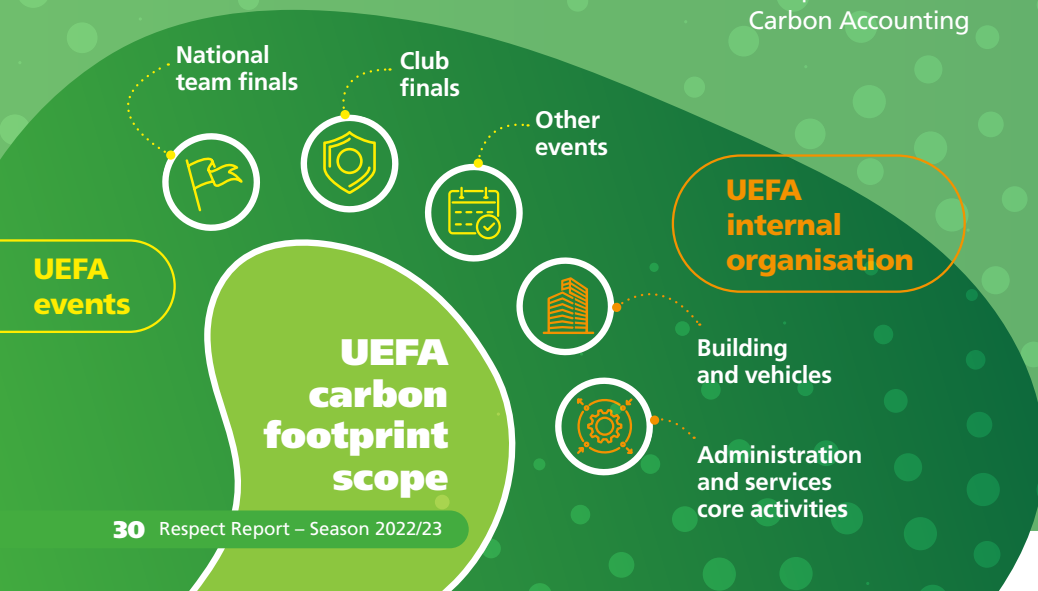 Carbon Accounting
National
team finals
Club
finals
Other
events
UEFA
internal
organisation
UEFA
events
UEFA
carbon
footprint
scope
Building
and vehicles
Administration
and services
core activities
30 Respect Report – Season 2022/23